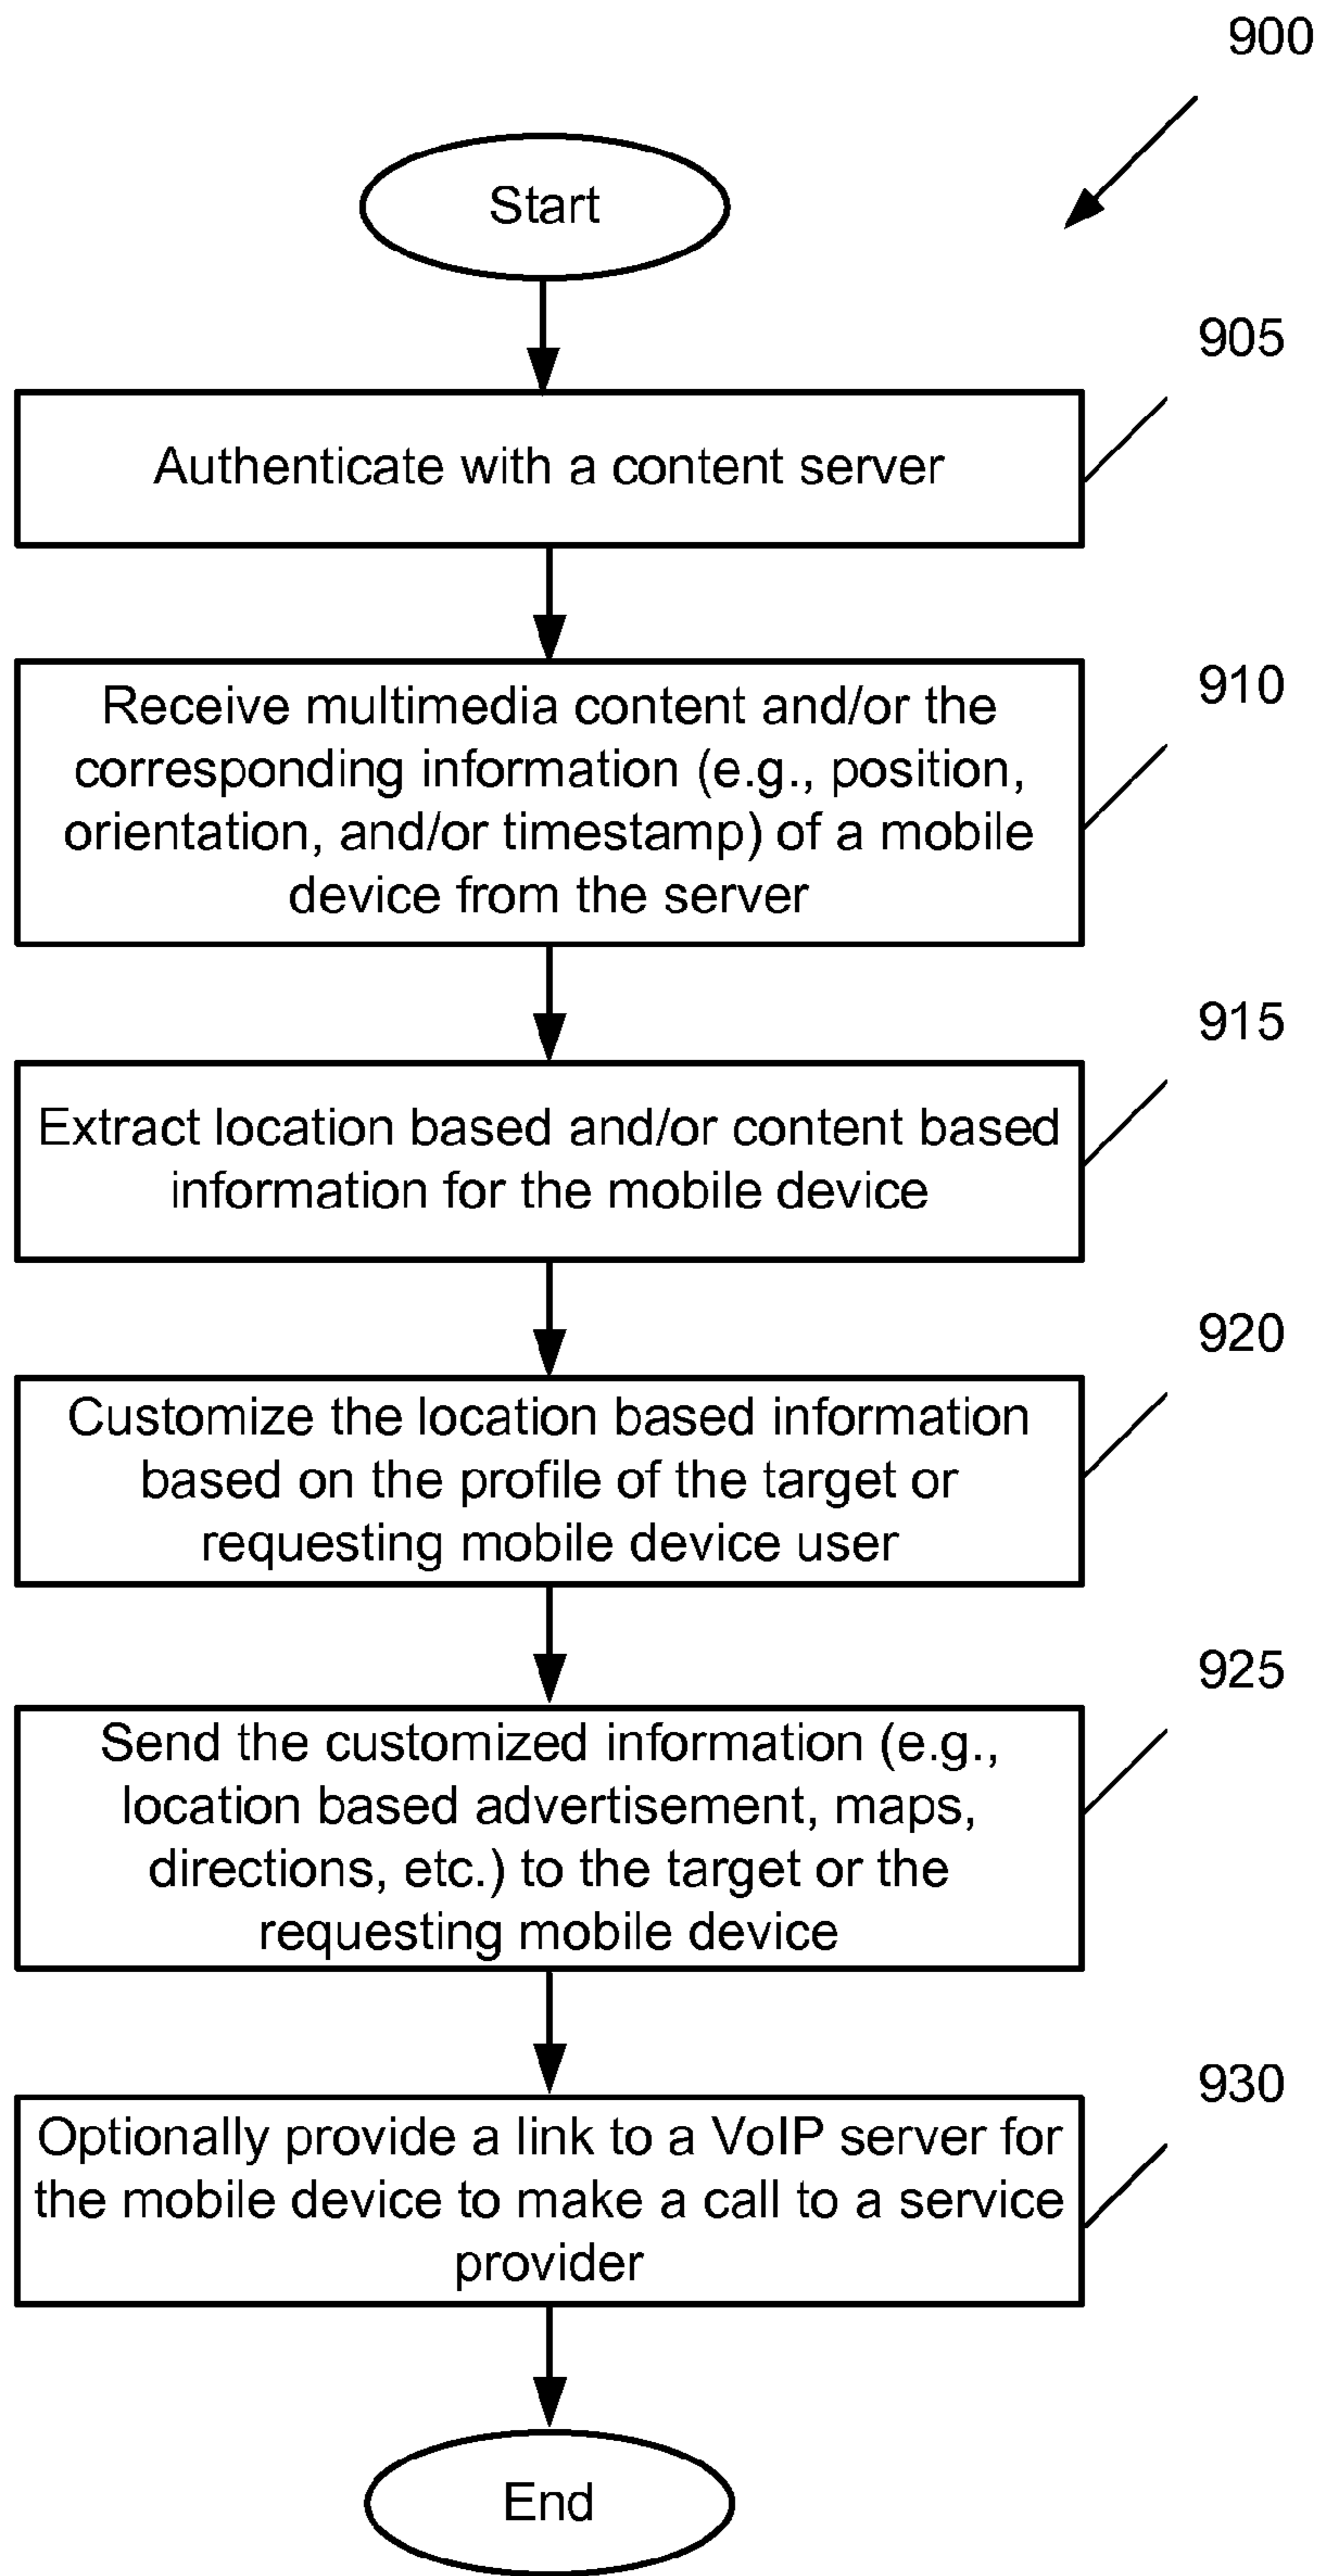 900
Start
905
Authenticate with a content server
910
Receive multimedia content and/or the
corresponding information (e.g., position,
orientation, and/or timestamp) of a mobile
device from the server
915
Extract location based and/or content based
information for the mobile device
920
Customize the location based information
based on the profile of the target or
requesting mobile device user
925
Send the customized information (e.g.,
location based advertisement, maps,
directions, etc.) to the target or the
requesting mobile device
930
Optionally provide a link to a VoIP server for
the mobile device to make a call to a service
provider
End